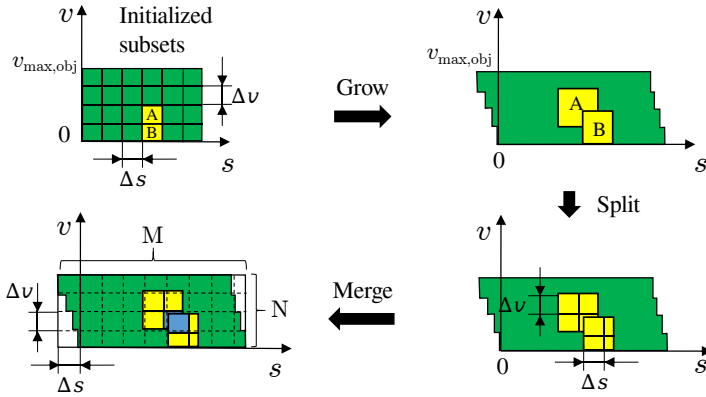 v
Initialized
subsets
v_max,obj
Δv
A
B
0
s
Δs
Grow
v
v_max,obj
A
B
0
s
Split
v
Δv
0
s
Δs
Merge
v
M
Δv
N
s
Δs